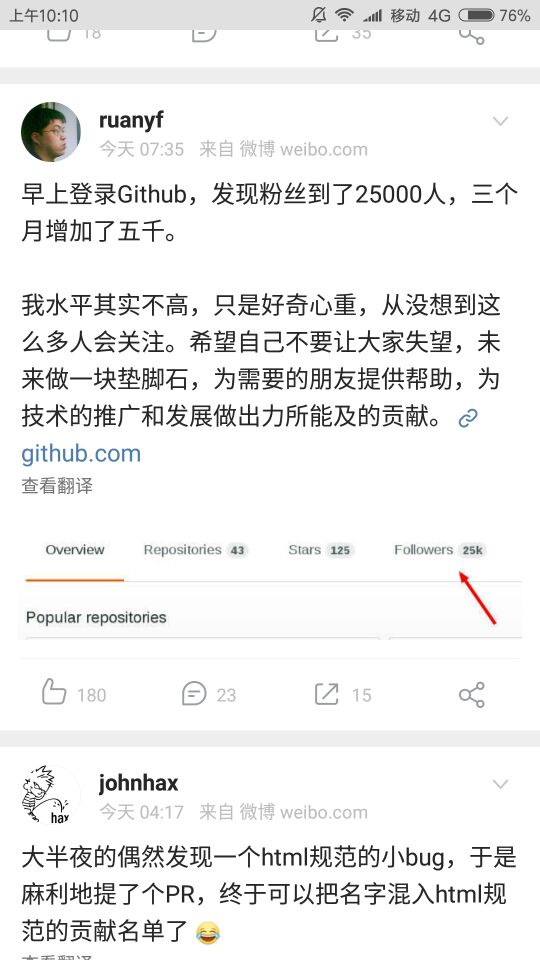 上午10:10 移动 4G 76%
18 35
ruanyf
今天 07:35 来自 微博 weibo.com
早上登录Github，发现粉丝到了25000人，三个
月增加了五千。
我水平其实不高，只是好奇心重，从没想到这
么多人会关注。希望自己不要让大家失望，未
来做一块垫脚石，为需要的朋友提供帮助，为
技术的推广和发展做出力所能及的贡献。
github.com
查看翻译
Overview Repositories 43 Stars 125 Followers 25k
Popular repositories
180 23 15
hax
johnhax
今天 04:17 来自 微博 weibo.com
大半夜的偶然发现一个html规范的小bug，于是
麻利地提了个PR，终于可以把名字混入html规
范的贡献名单了 😂
查看翻译